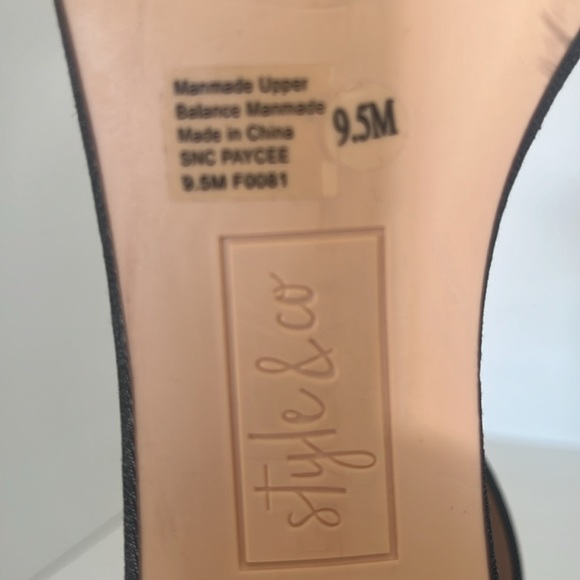 Manmade Upper
Balance Manmade
Made in China
SNC PAYCEE
9.5M F0081
9.5M
style & co